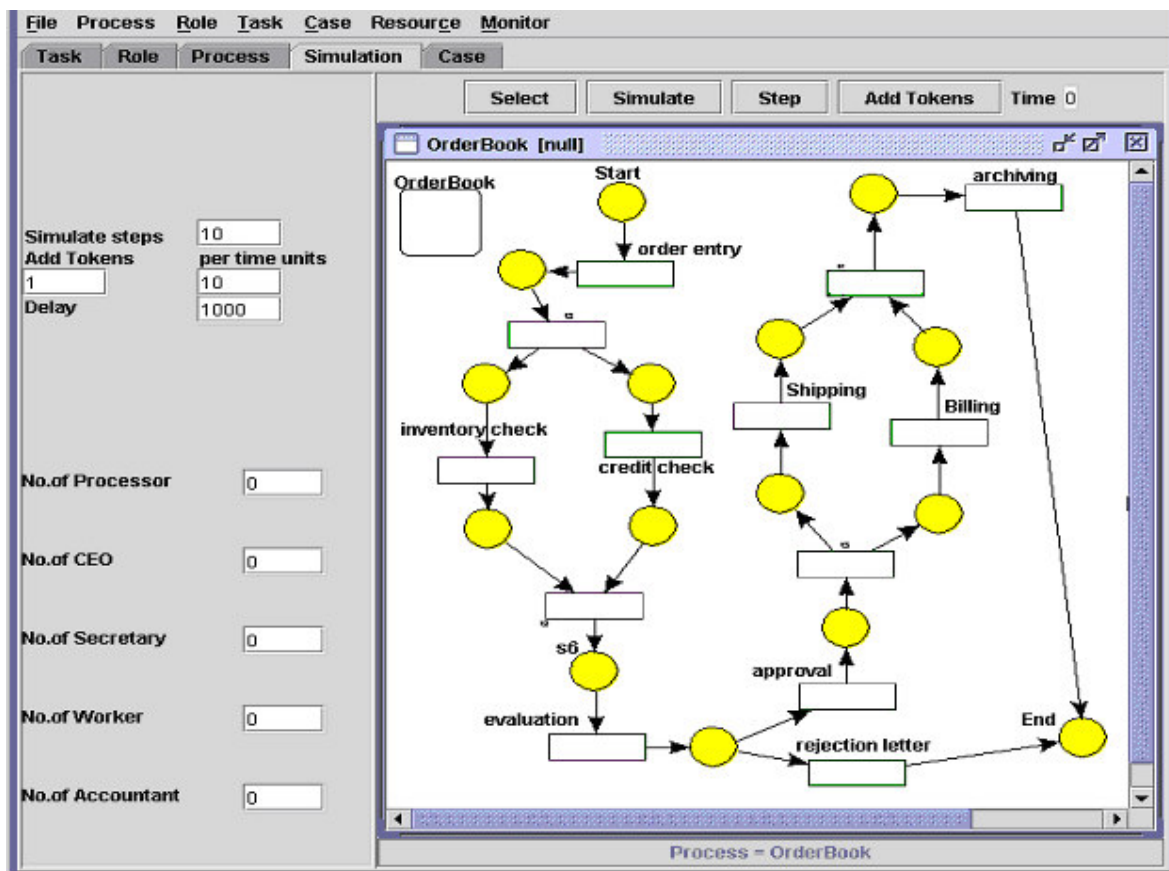 File Process Role Task Case Resource Monitor
Task Role Process Simulation Case
Select Simulate Step Add Tokens Time 0
OrderBook [null]
OrderBook
Start
order entry
inventory check
credit check
s6
evaluation
approval
rejection letter
Shipping
Billing
archiving
End
Simulate steps 10
Add Tokens per time units
1 10
Delay 1000
No.of Processor 0
No.of CEO 0
No.of Secretary 0
No.of Worker 0
No.of Accountant 0
Process = OrderBook